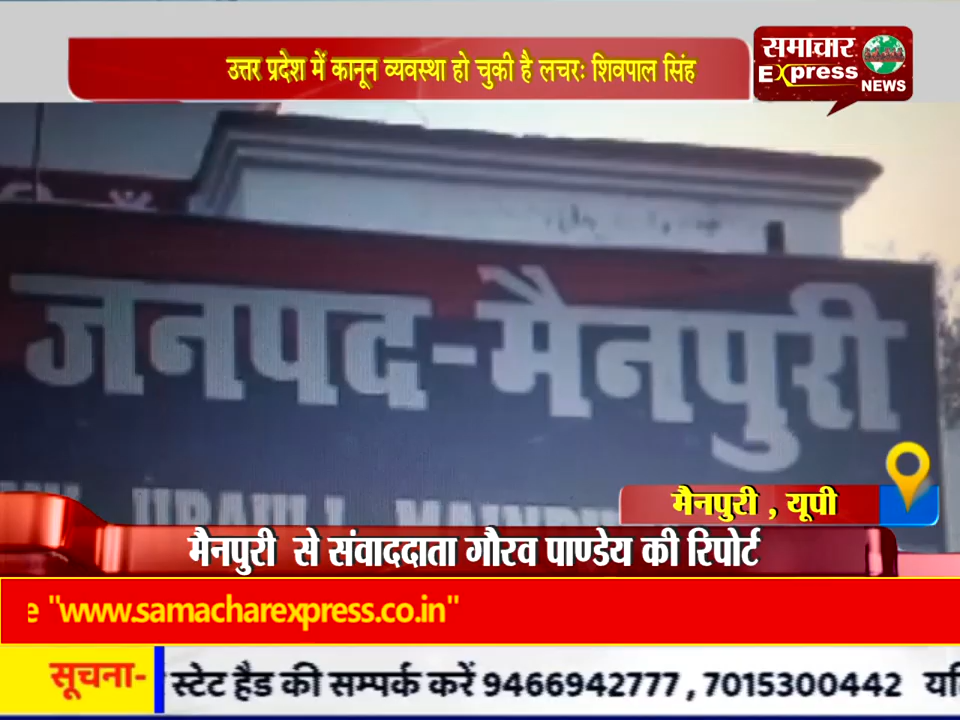 उत्तर प्रदेश में कानून व्यवस्था हो चुकी है लचरः शिवपाल सिंह
समाचार
Express
NEWS
जनपद-मैनपुरी
मैनपुरी , यूपी
मैनपुरी से संवाददाता गौरव पाण्डेय की रिपोर्ट
e "www.samacharexpress.co.in"
सूचना- स्टेट हैड की सम्पर्क करें 9466942777 , 7015300442